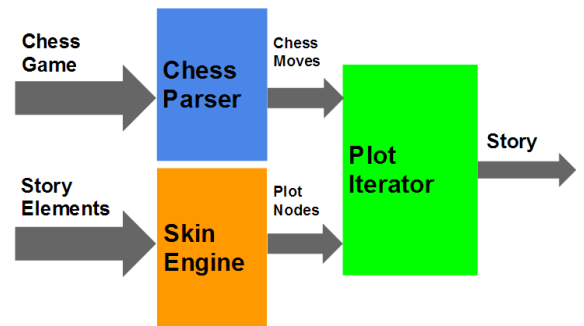 Chess
Game
Chess
Parser
Chess
Moves
Story
Elements
Skin
Engine
Plot
Nodes
Plot
Iterator
Story